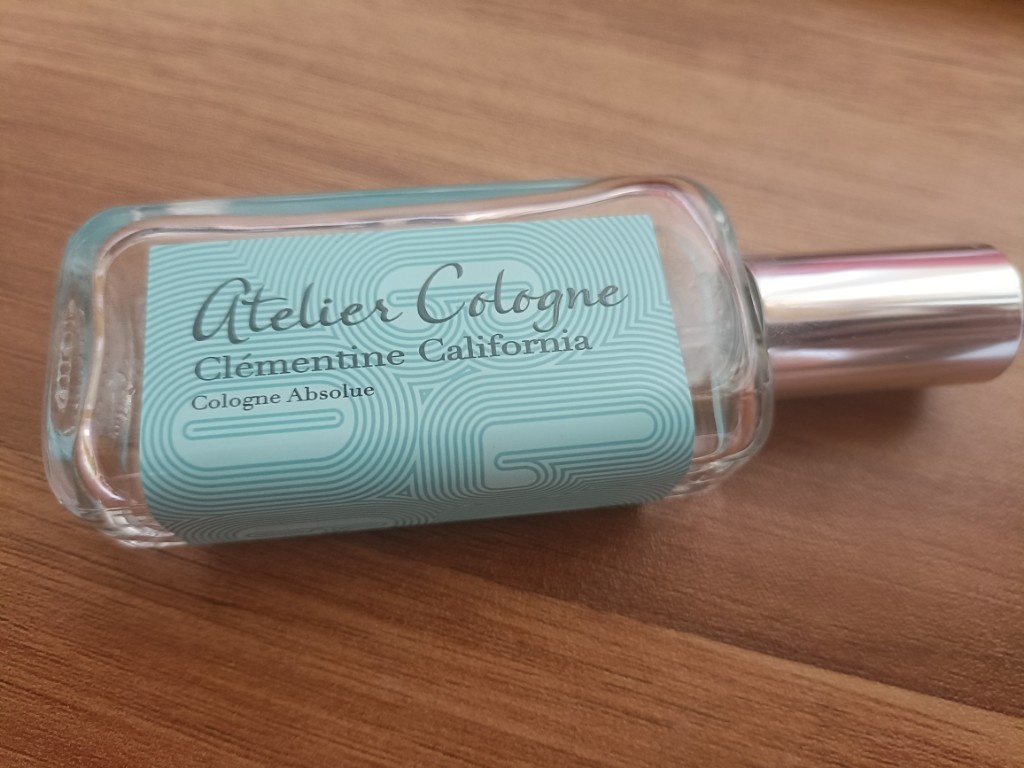 Atelier Cologne
Clémentine California
Cologne Absolue